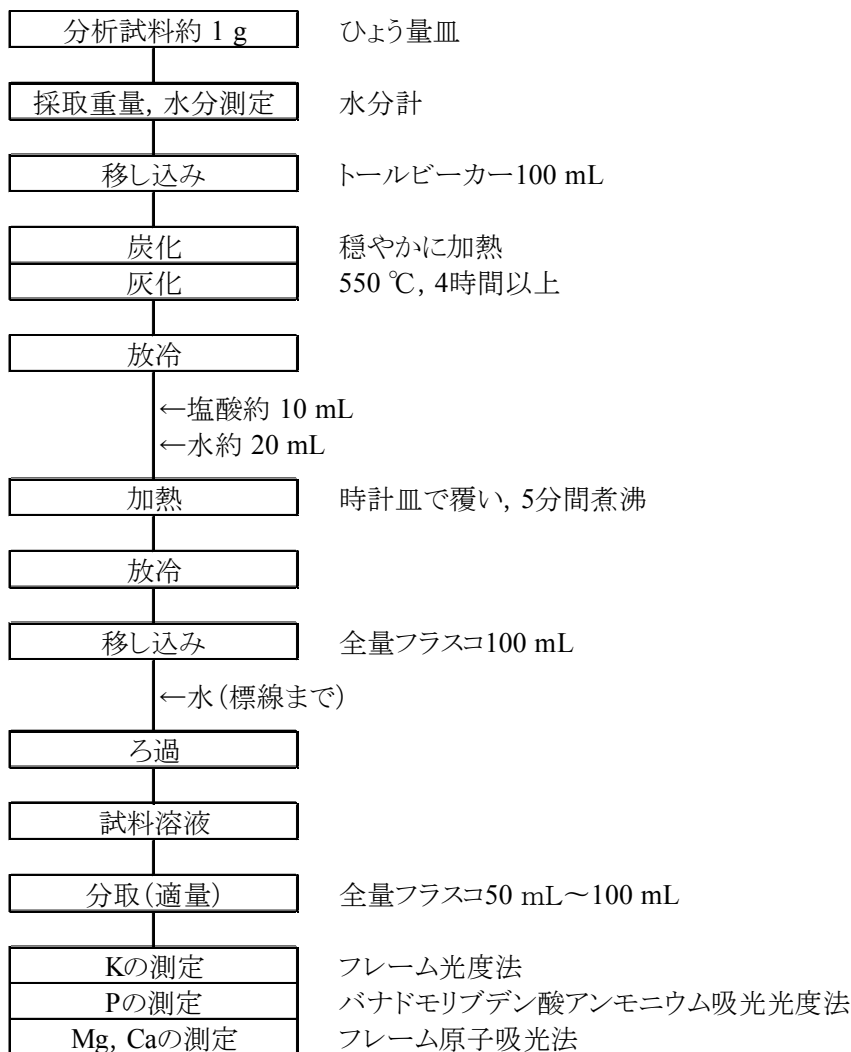 分析試料約 1 g ひょう量皿
採取重量, 水分測定 水分計
移し込み トールビーカー100 mL
炭化 穏やかに加熱
灰化 550 ℃, 4時間以上
放冷
←塩酸約 10 mL
←水約 20 mL
加熱 時計皿で覆い, 5分間煮沸
放冷
移し込み 全量フラスコ100 mL
←水(標線まで)
ろ過
試料溶液
分取(適量) 全量フラスコ50 mL～100 mL
Kの測定 フレーム光度法
Pの測定 バナドモリブデン酸アンモニウム吸光光度法
Mg, Caの測定 フレーム原子吸光法